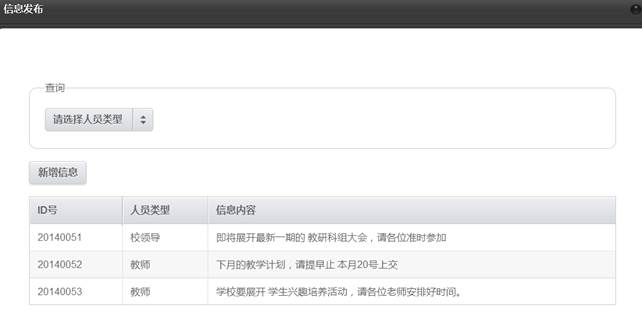 信息发布
查询
请选择人员类型
新增信息
ID号 人员类型 信息内容
20140051 校领导 即将展开最新一期的 教研科组大会，请各位准时参加
20140052 教师 下月的教学计划，请提早止 本月20号上交
20140053 教师 学校要展开 学生兴趣培养活动，请各位老师安排好时间。